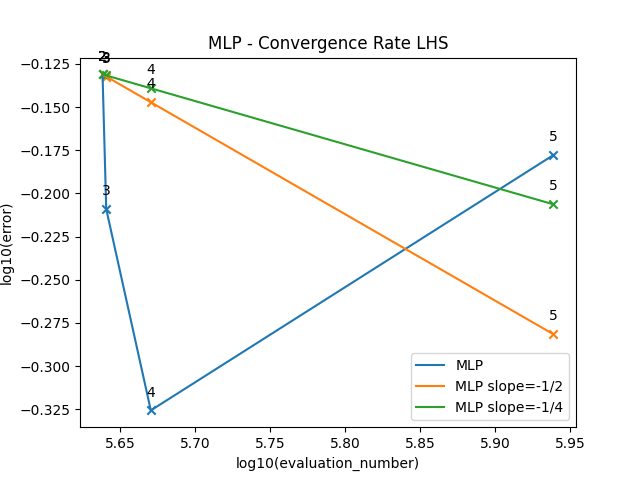 MLP - Convergence Rate LHS
log10(error)
−0.125
−0.150
−0.175
−0.200
−0.225
−0.250
−0.275
−0.300
−0.325
2
3
4
5
3
4
5
3
4
5
MLP
MLP slope=-1/2
MLP slope=-1/4
5.65 5.70 5.75 5.80 5.85 5.90 5.95
log10(evaluation_number)